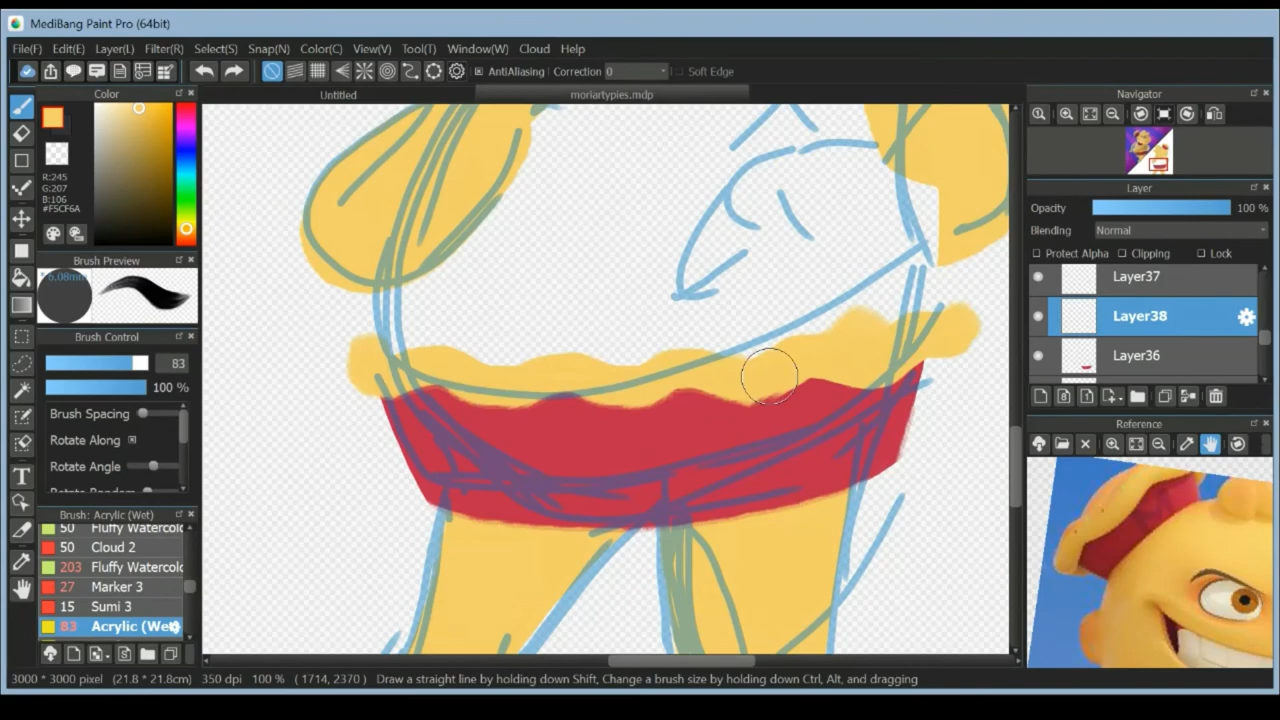 MediBang Paint Pro (64bit)
File(F) Edit(E) Layer(L) Filter(R) Select(S) Snap(N) Color(C) View(V) Tool(T) Window(W) Cloud Help
AntiAliasing Correction 0 Soft Edge
Color
Untitled
moriartypies.mdp
Navigator
R:245
G:207
B:106
#F5CF6A
Layer
Opacity 100 %
Blending Normal
Protect Alpha Clipping Lock
Brush Preview
6.08mm
Layer37
Layer38
Layer36
Brush Control
83
100 %
Brush Spacing
Rotate Along
Rotate Angle
Reference
Brush: Acrylic (Wet)
50 Fluffy Watercolo
50 Cloud 2
203 Fluffy Watercolo
27 Marker 3
15 Sumi 3
83 Acrylic (Wet
3000 * 3000 pixel (21.8 * 21.8cm) 350 dpi 100 % ( 1714, 2370 ) Draw a straight line by holding down Shift, Change a brush size by holding down Ctrl, Alt, and dragging